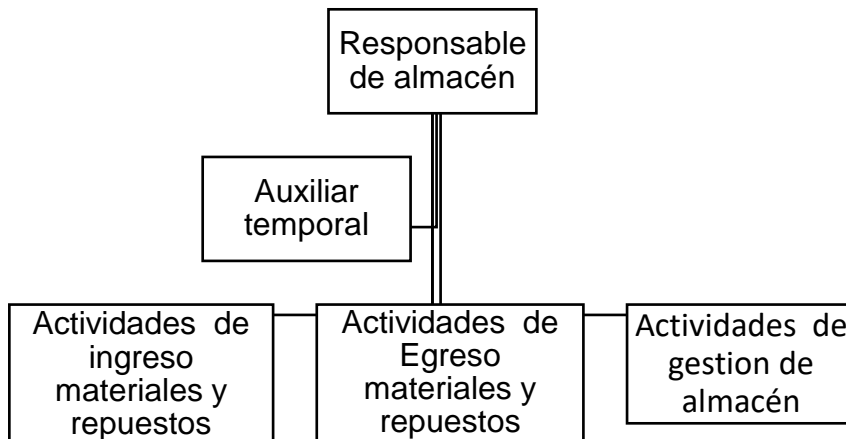 Responsable
de almacén
Auxiliar
temporal
Actividades de
ingreso
materiales y
repuestos
Actividades de
Egreso
materiales y
repuestos
Actividades de
gestion de
almacén